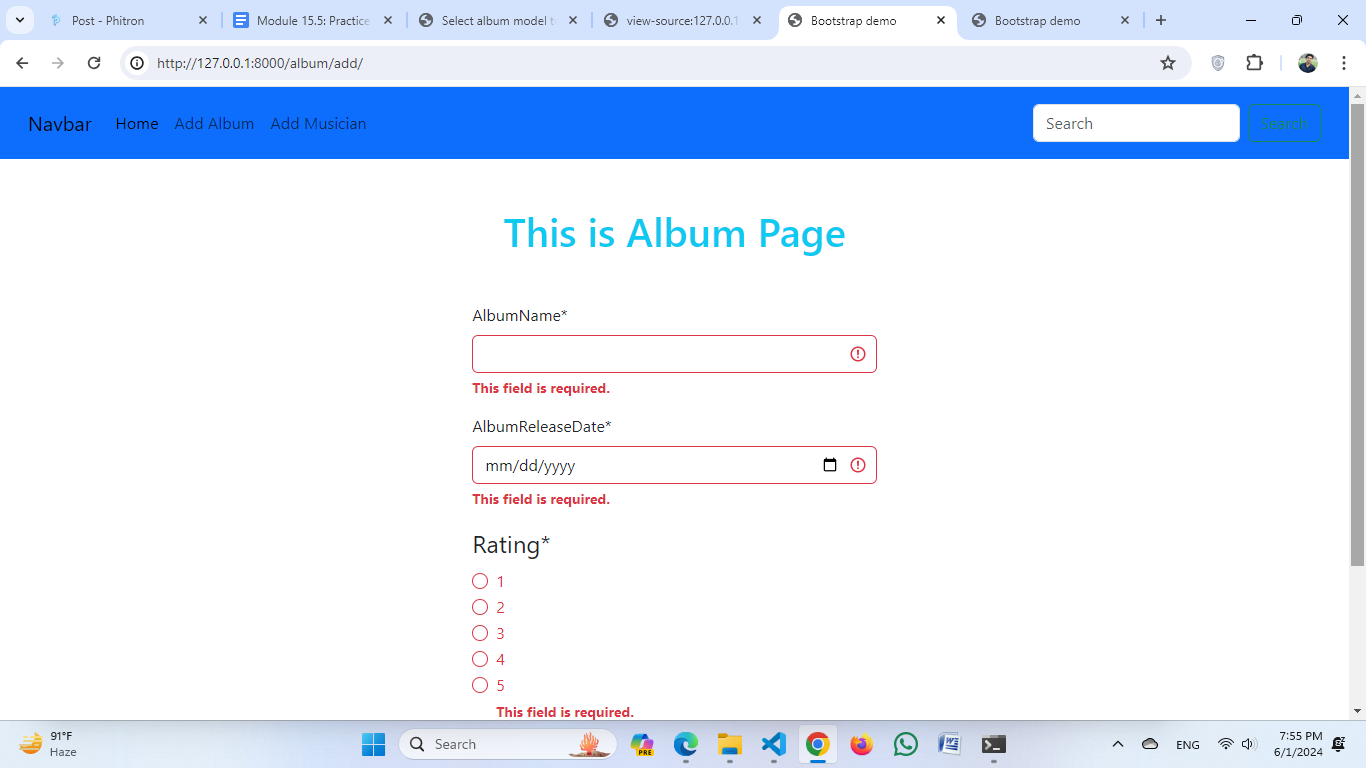 Post - Phitron
Module 15.5: Practice
Select album model t
view-source:127.0.0.1
Bootstrap demo
Bootstrap demo
http://127.0.0.1:8000/album/add/
Navbar Home Add Album Add Musician Search Search
This is Album Page
AlbumName*
This field is required.
AlbumReleaseDate*
mm/dd/yyyy
This field is required.
Rating*
1
2
3
4
5
This field is required.
91°F
Haze
Search
PRE
ENG
7:55 PM
6/1/2024